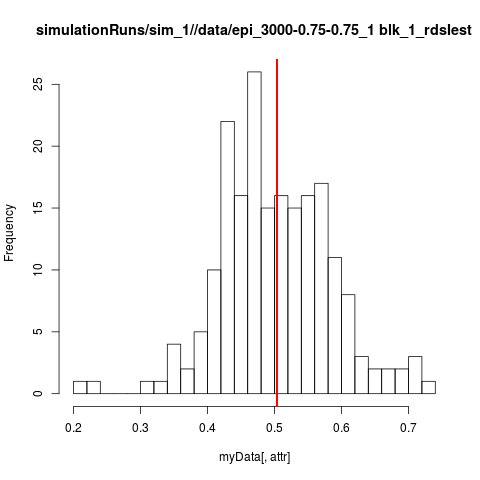 simulationRuns/sim_1//data/epi_3000-0.75-0.75_1 blk_1_rdslest
Frequency
25
20
15
10
5
0
0.2 0.3 0.4 0.5 0.6 0.7
myData[, attr]